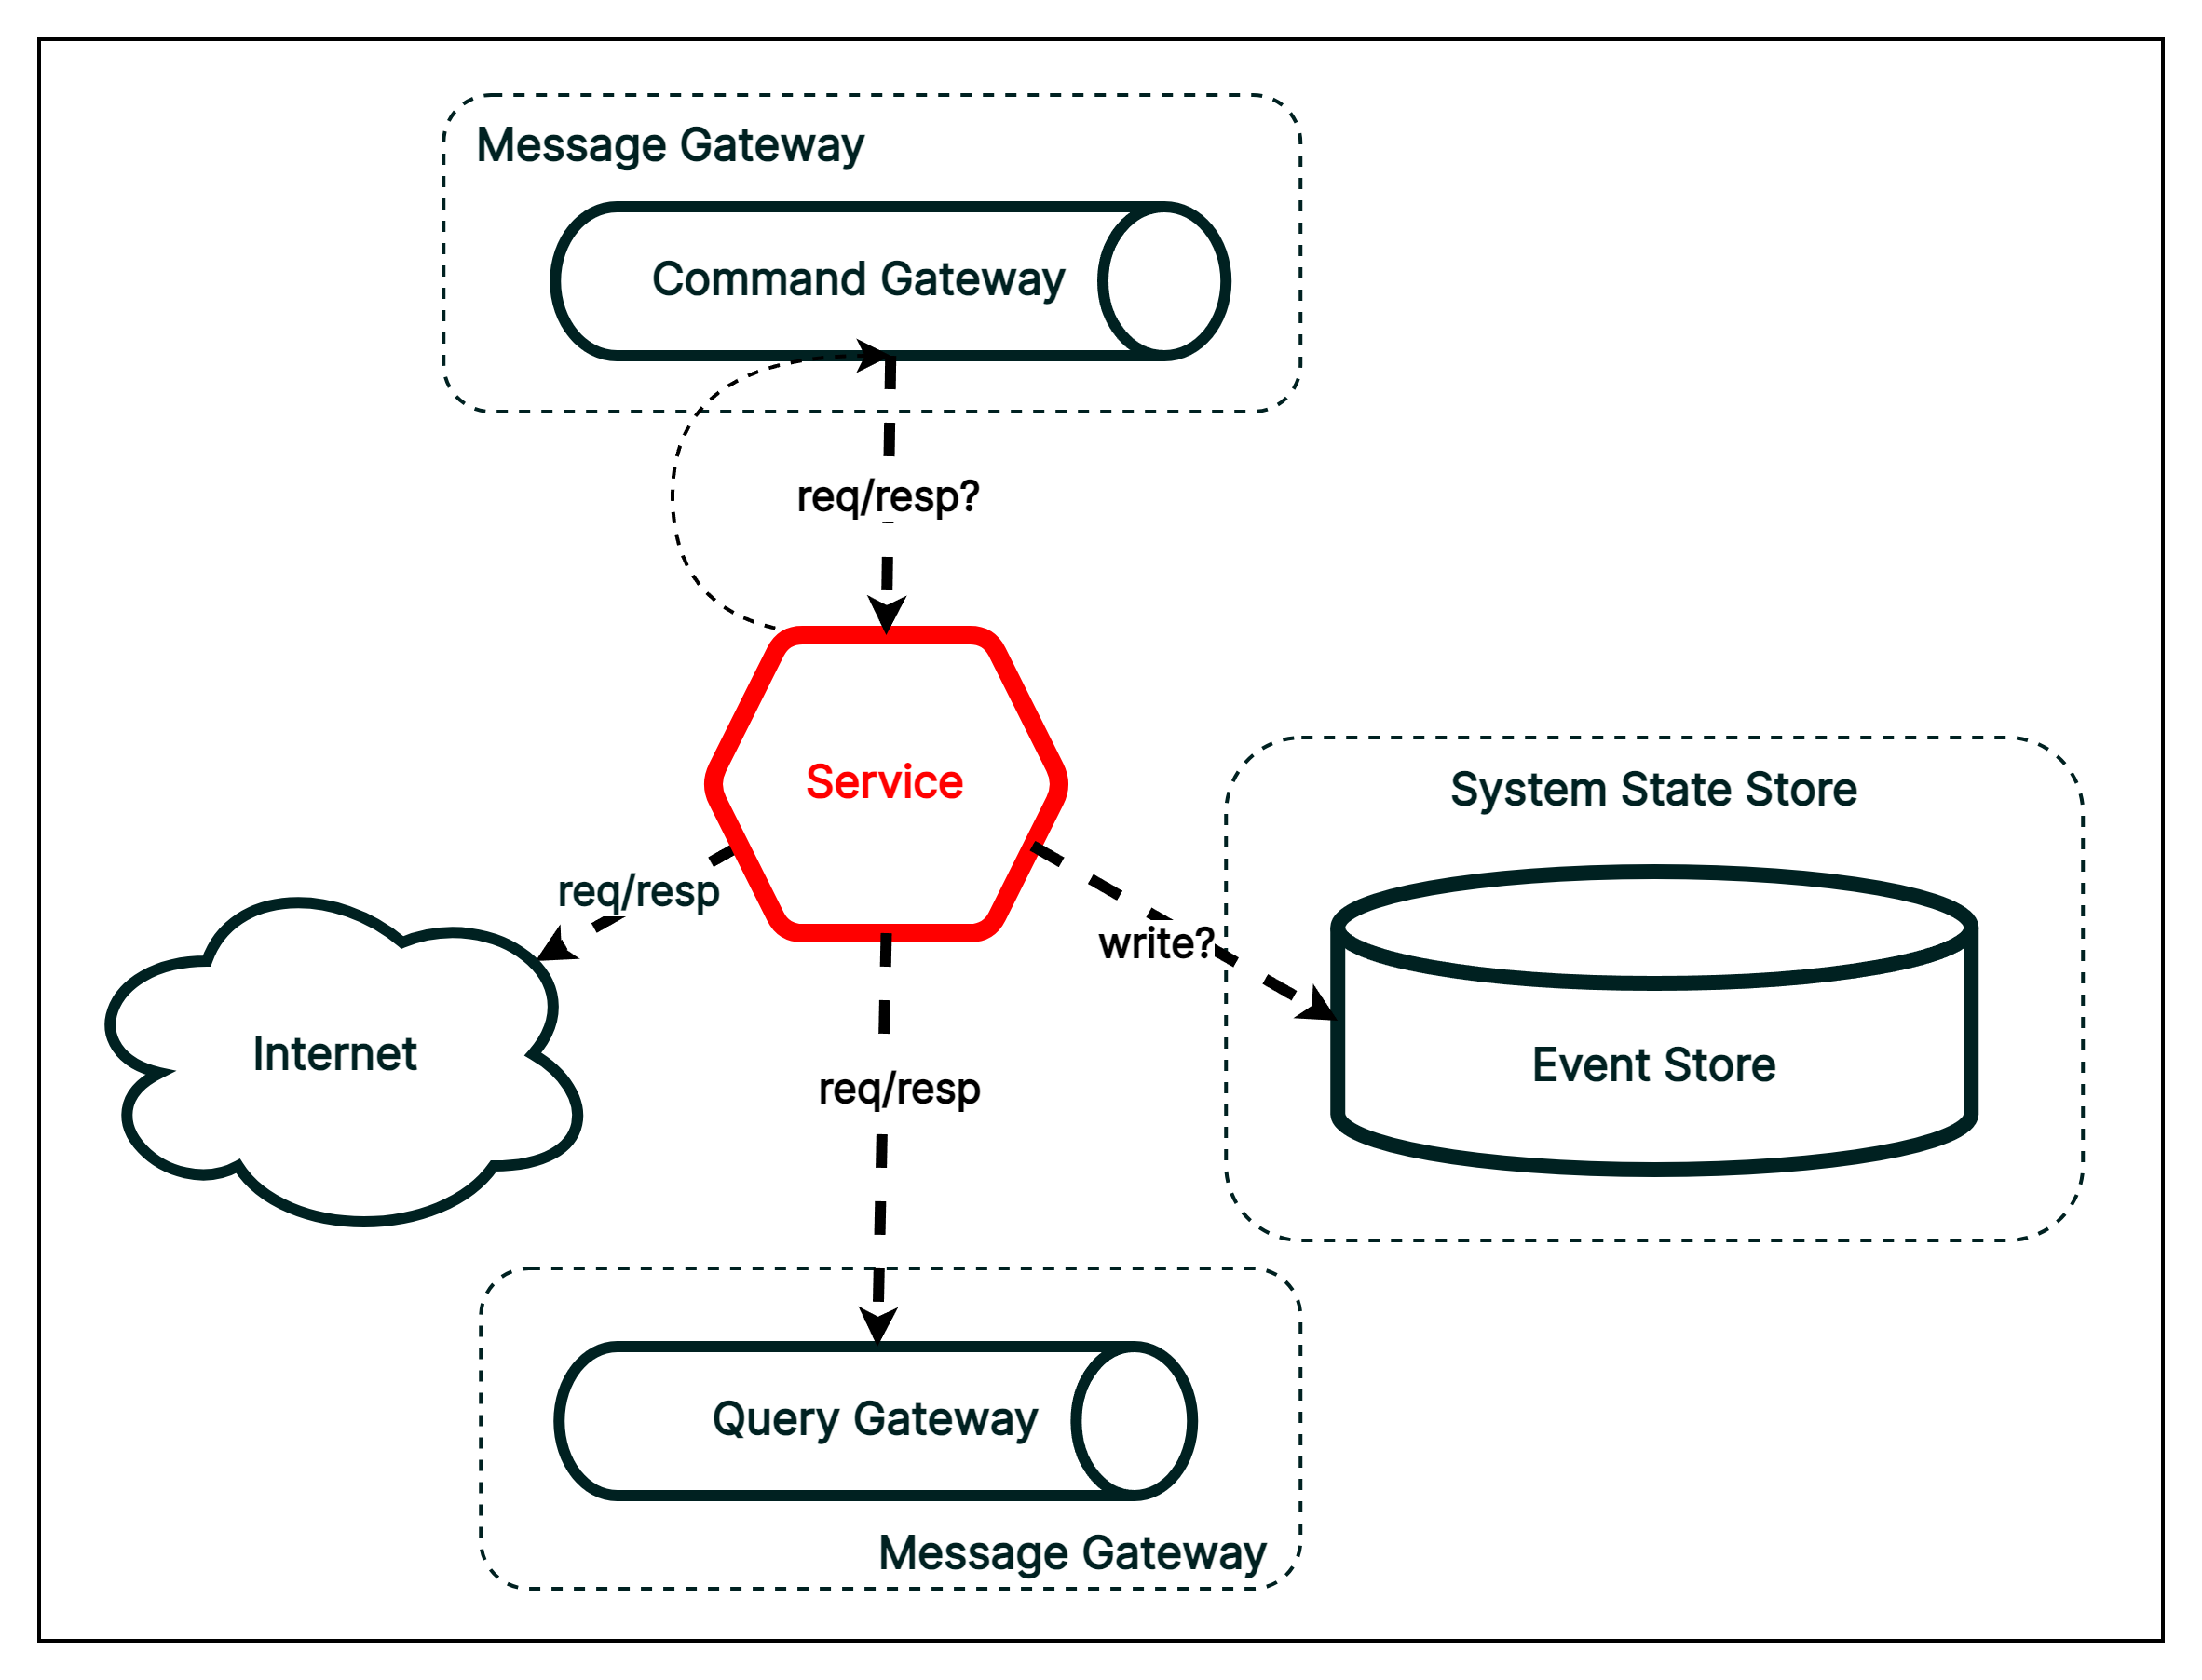 Message Gateway
Command Gateway
req/resp?
Service
System State Store
req/resp
write?
Internet
Event Store
req/resp
Query Gateway
Message Gateway